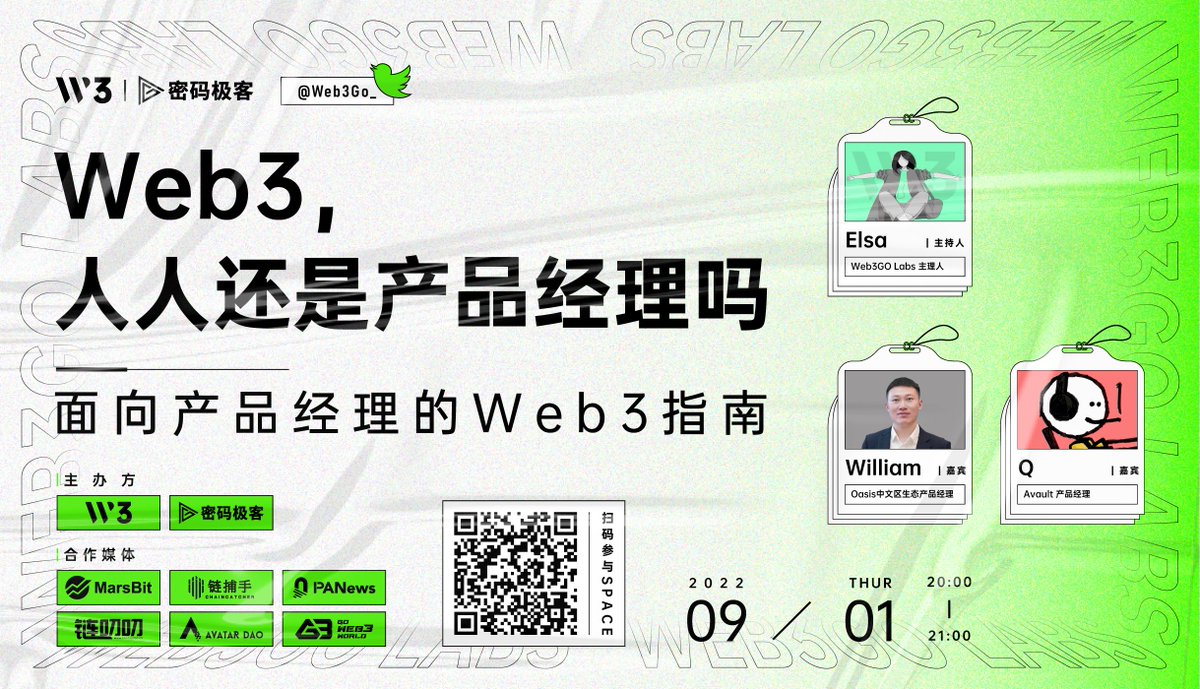 WEB3GO LABS WEB3GO LABS
W3 | 密码极客 @Web3Go_
Web3,
人人还是产品经理吗
面向产品经理的Web3指南
Elsa | 主持人
Web3GO Labs 主理人
William | 嘉宾
Oasis中文区生态产品经理
Q | 嘉宾
Avault 产品经理
主办方
W3 密码极客
合作媒体
MarsBit 链捕手 CHAINCATCHER PANews
链叨叨 AVATAR DAO G3 GO WEB3 WORLD
扫码参与SPACE
2022 09 / THUR 01 20:00 | 21:00
WEB3GO LABS
WEB3GO LABS
WEB3GO LABS WEB3GO LABS